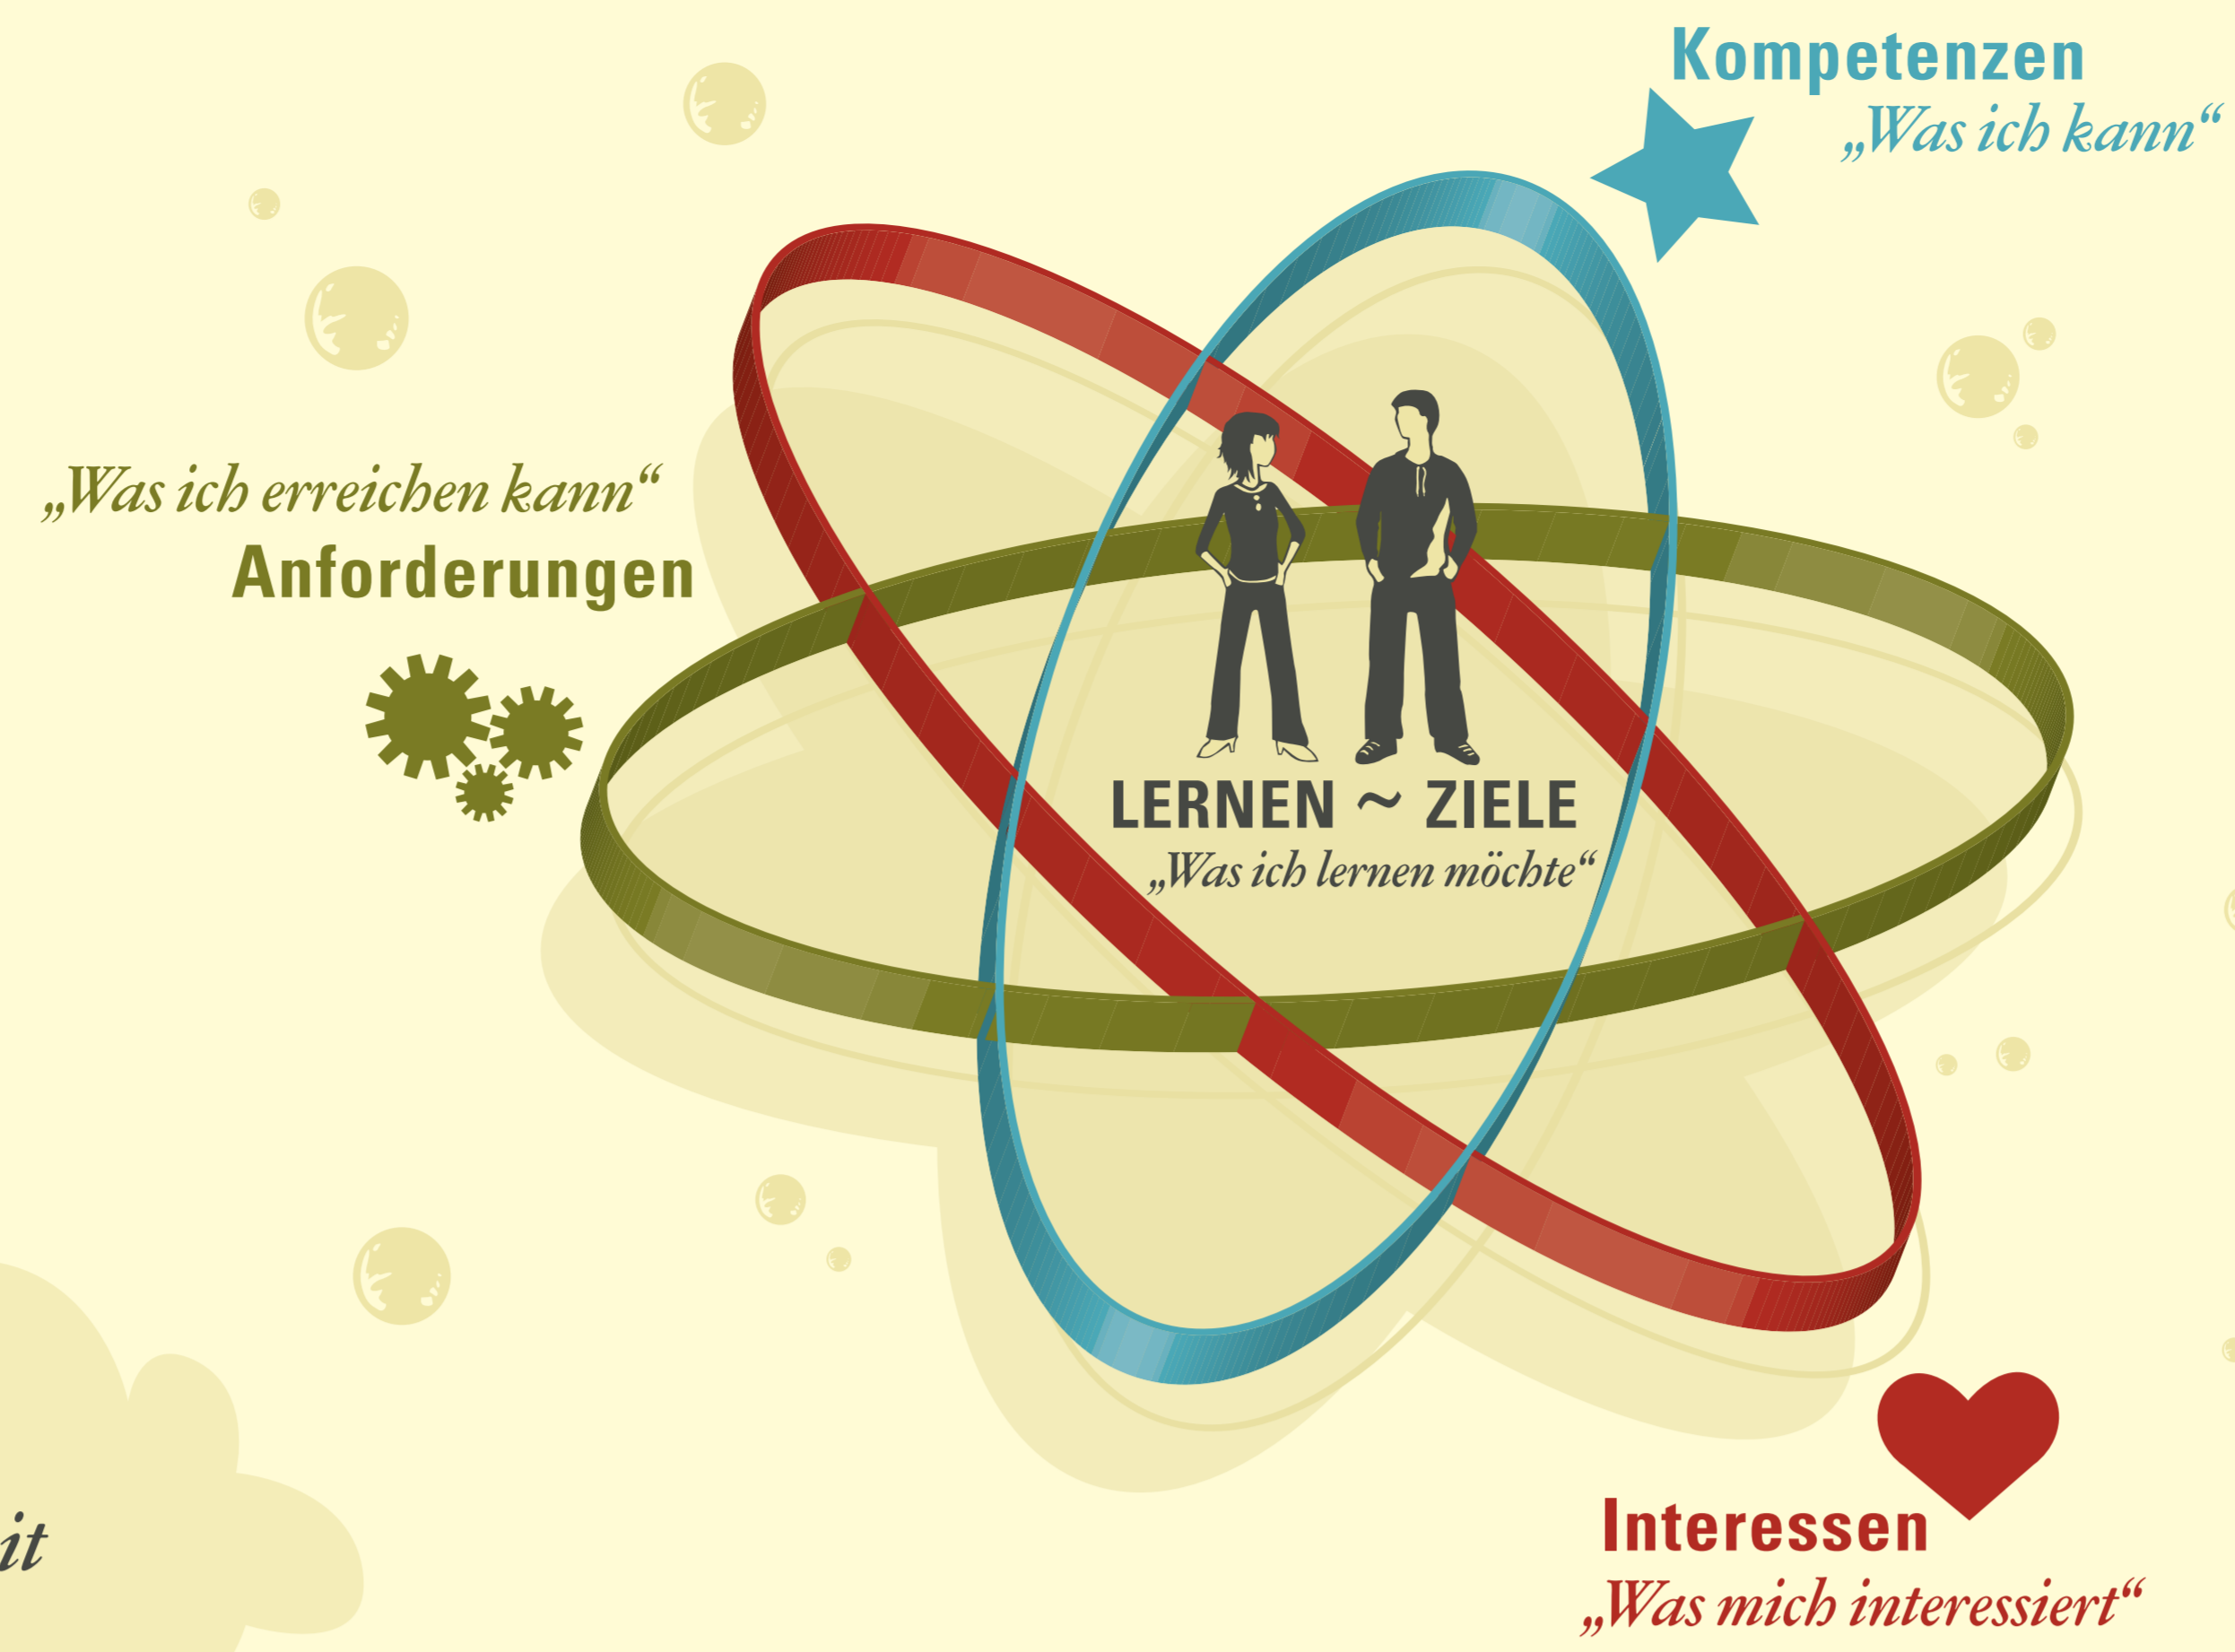 Kompetenzen
„Was ich kann“
„Was ich erreichen kann“
Anforderungen
LERNEN ~ ZIELE
„Was ich lernen möchte“
Interessen
it
„Was mich interessiert“